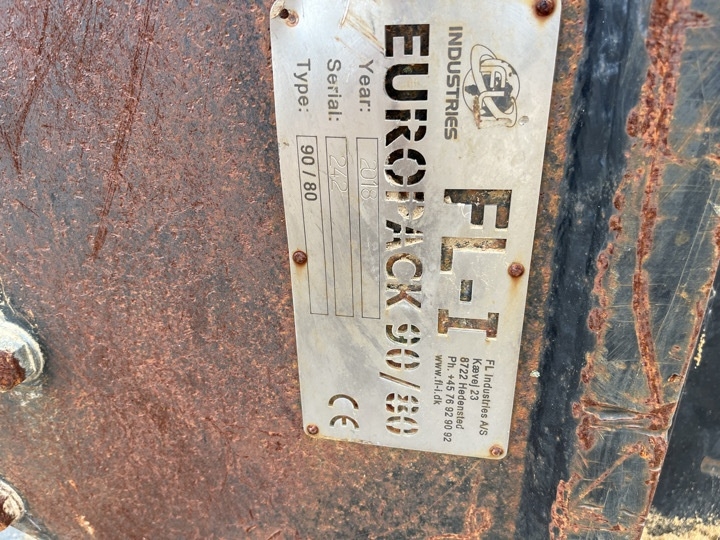 FLI
INDUSTRIES
FL-I
FL Industries A/S
Kævej 23
8722 Hedensted
Ph. +45 76 92 90 92
www.fl-i.dk
EUROPACK 90/80
Year: 2018
Serial: 242
Type: 90 / 80
CE